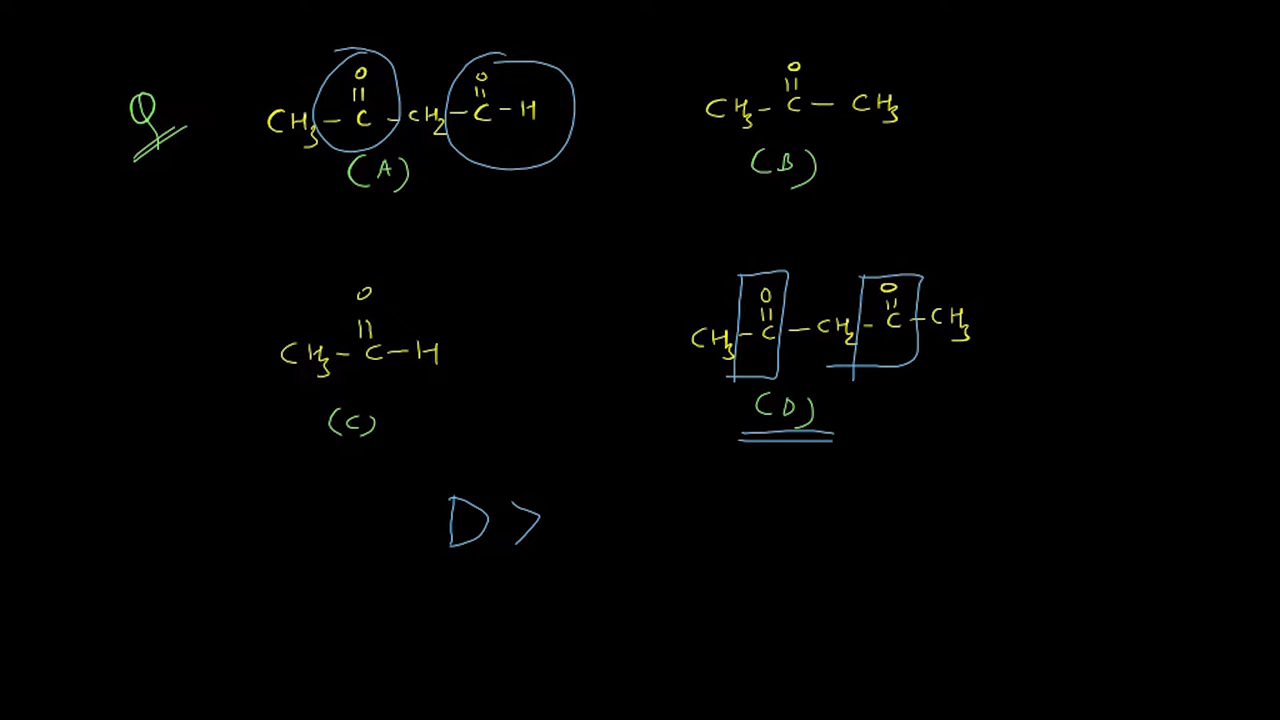 Q
O O
CH3 - C - CH2 - C - H
(A)
O
CH3 - C - CH3
(B)
O
CH3 - C - H
(C)
O O
CH3 - C - CH2 - C - CH3
(D)
D >